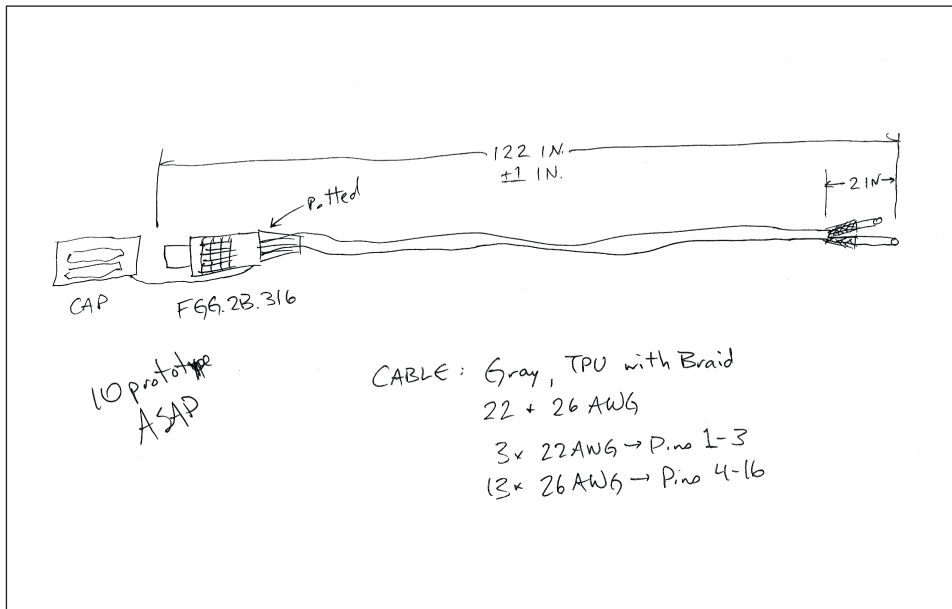 122 IN.
±1 IN.
2 IN
Potted
CAP
FGG.2B.316
10 prototype
ASAP
CABLE: Gray, TPU with Braid
22 + 26 AWG
3x 22AWG → Pins 1-3
13x 26AWG → Pins 4-16